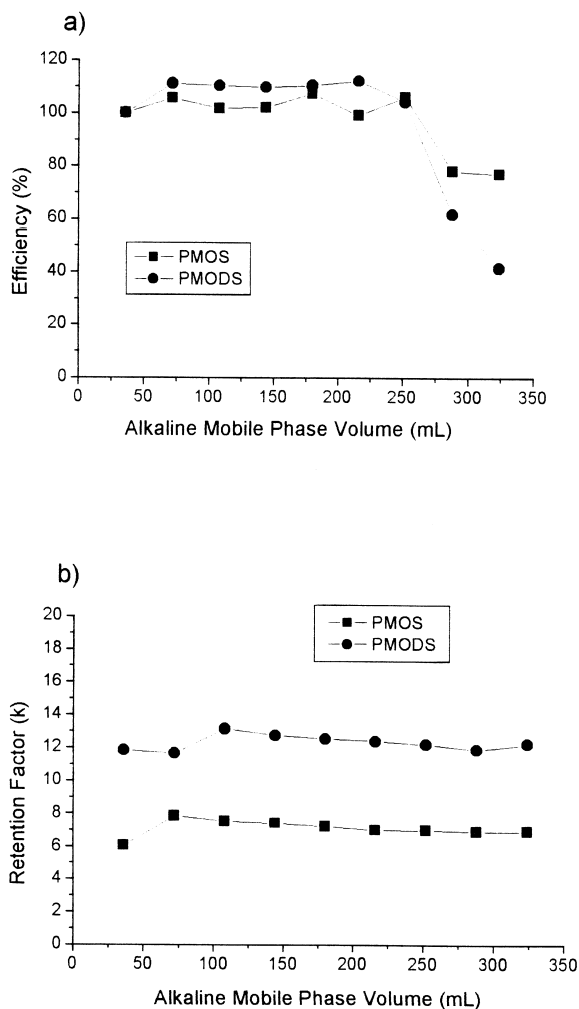 a)
120
100
80
60
40
20
0
Efficiency (%)
PMOS
PMODS
0 50 100 150 200 250 300 350
Alkaline Mobile Phase Volume (mL)
b)
20
18
16
14
12
10
8
6
4
2
0
Retention Factor (k)
PMOS
PMODS
0 50 100 150 200 250 300 350
Alkaline Mobile Phase Volume (mL)